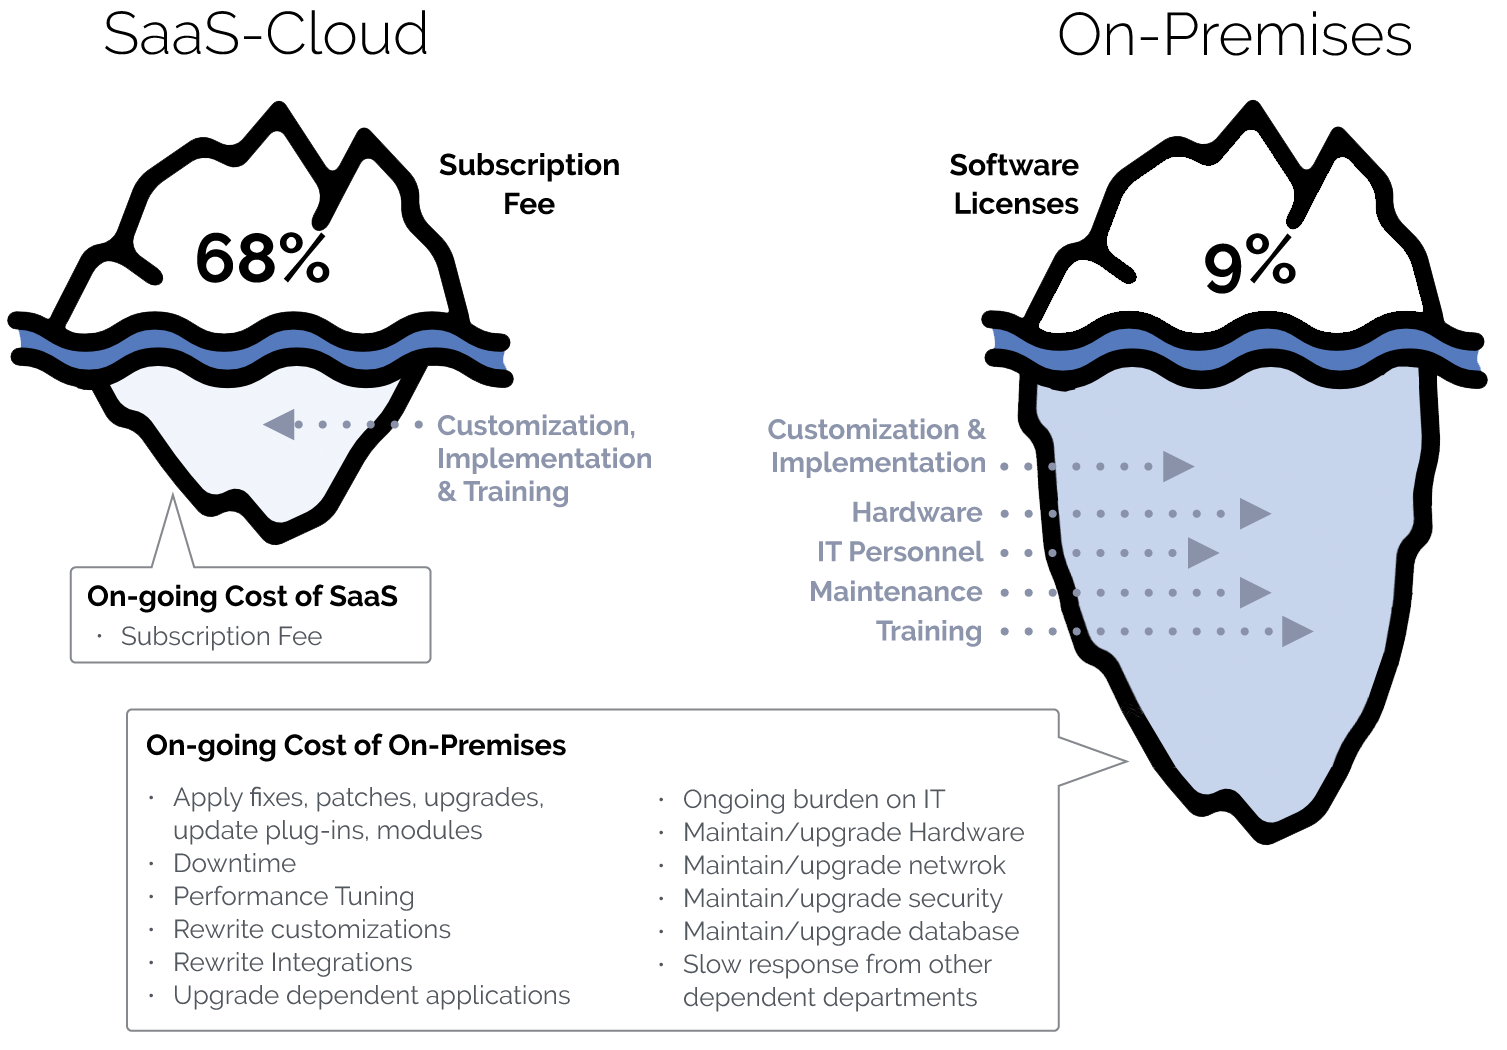 SaaS-Cloud
Subscription
Fee
68%
Customization,
Implementation
& Training
On-going Cost of SaaS
· Subscription Fee
On-Premises
Software
Licenses
9%
Customization &
Implementation
Hardware
IT Personnel
Maintenance
Training
On-going Cost of On-Premises
· Apply fixes, patches, upgrades,
update plug-ins, modules
· Downtime
· Performance Tuning
· Rewrite customizations
· Rewrite Integrations
· Upgrade dependent applications
· Ongoing burden on IT
· Maintain/upgrade Hardware
· Maintain/upgrade netwrok
· Maintain/upgrade security
· Maintain/upgrade database
· Slow response from other
dependent departments